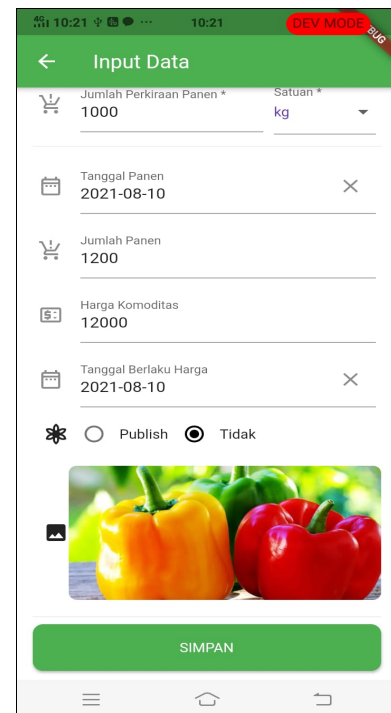 4G 10:21 10:21 DEV MODE
BUG
Input Data
Jumlah Perkiraan Panen * Satuan *
1000 kg
Tanggal Panen
2021-08-10
Jumlah Panen
1200
Harga Komoditas
12000
Tanggal Berlaku Harga
2021-08-10
Publish Tidak
SIMPAN